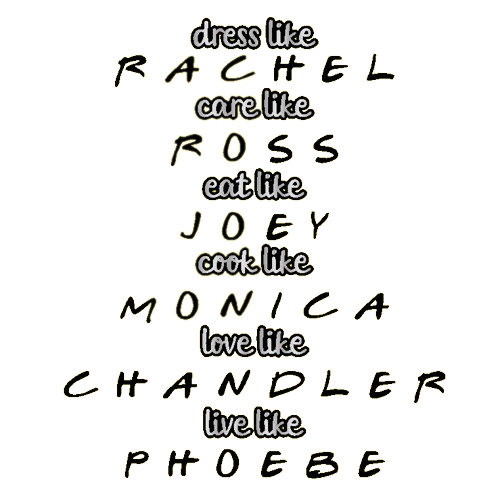 dress like
RACHEL
care like
ROSS
eat like
JOEY
cook like
MONICA
love like
CHANDLER
live like
PHOEBE